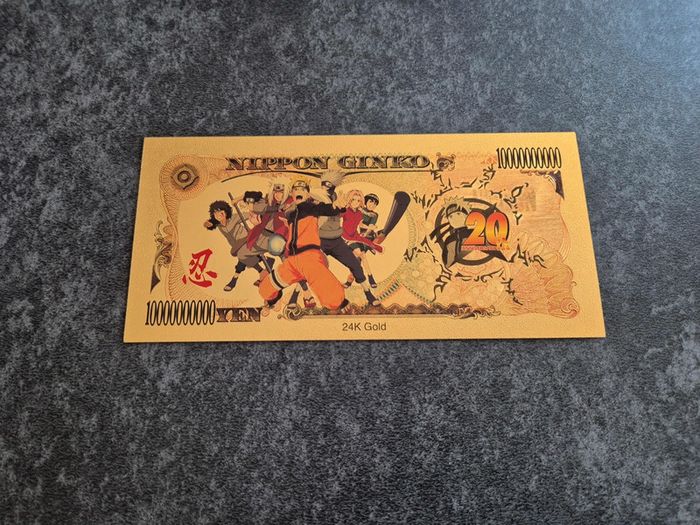 NIPPON GINKO
10000000000
20
忍
10000000000 YEN
24K Gold